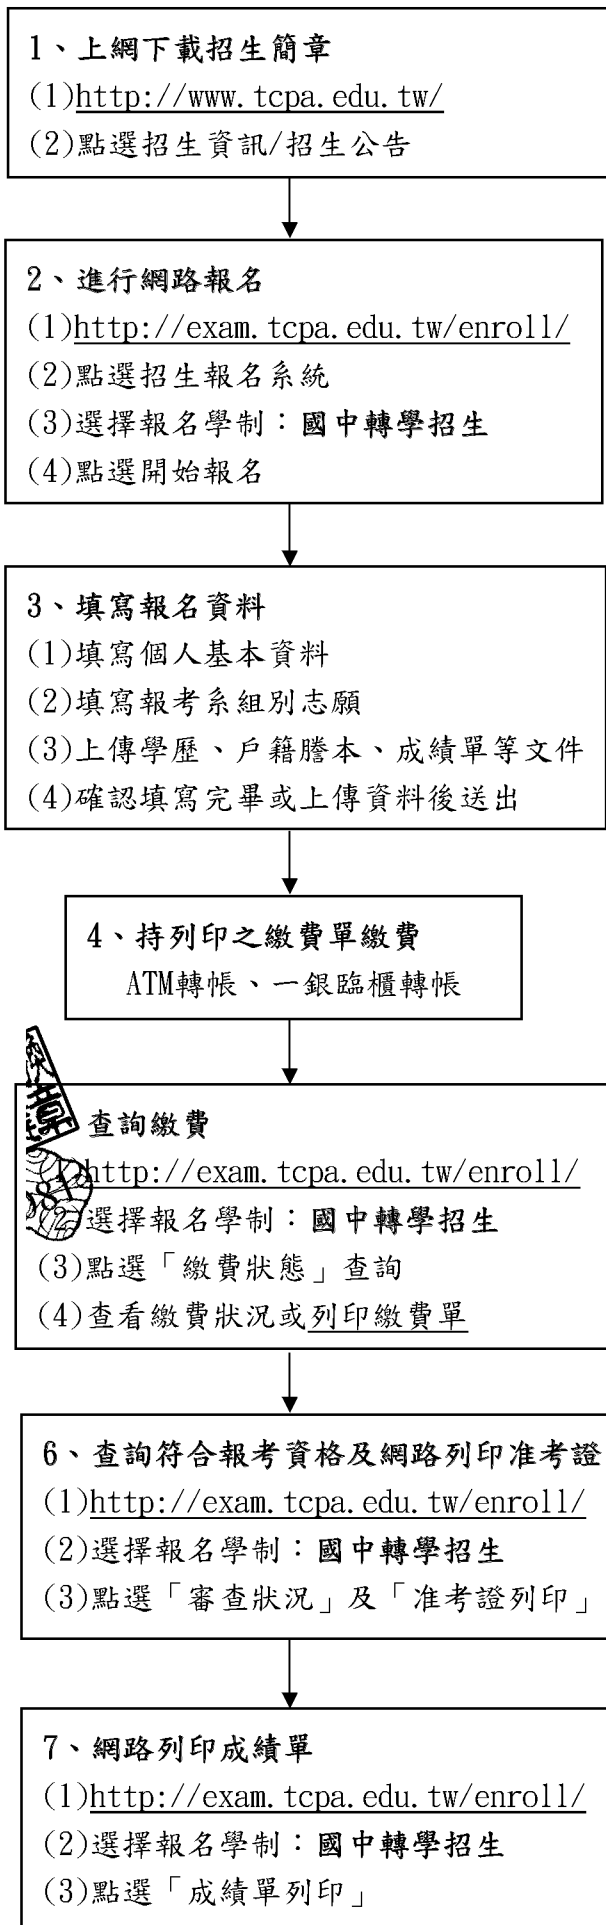 1、上網下載招生簡章
(1)http://www.tcpa.edu.tw/
(2)點選招生資訊/招生公告
2、進行網路報名
(1)http://exam.tcpa.edu.tw/enroll/
(2)點選招生報名系統
(3)選擇報名學制：國中轉學招生
(4)點選開始報名
3、填寫報名資料
(1)填寫個人基本資料
(2)填寫報考系組別志願
(3)上傳學歷、戶籍謄本、成績單等文件
(4)確認填寫完畢或上傳資料後送出
4、持列印之繳費單繳費
ATM轉帳、一銀臨櫃轉帳
查詢繳費
http://exam.tcpa.edu.tw/enroll/
選擇報名學制：國中轉學招生
(3)點選「繳費狀態」查詢
(4)查看繳費狀況或列印繳費單
6、查詢符合報考資格及網路列印准考證
(1)http://exam.tcpa.edu.tw/enroll/
(2)選擇報名學制：國中轉學招生
(3)點選「審查狀況」及「准考證列印」
7、網路列印成績單
(1)http://exam.tcpa.edu.tw/enroll/
(2)選擇報名學制：國中轉學招生
(3)點選「成績單列印」